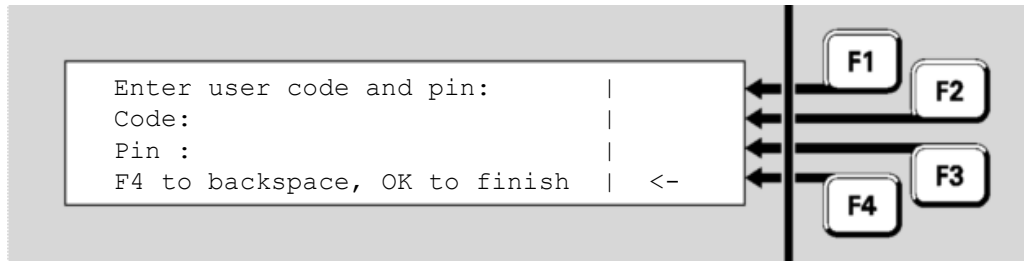 Enter user code and pin: |
Code: |
Pin : |
F4 to backspace, OK to finish | <-
F1
F2
F3
F4